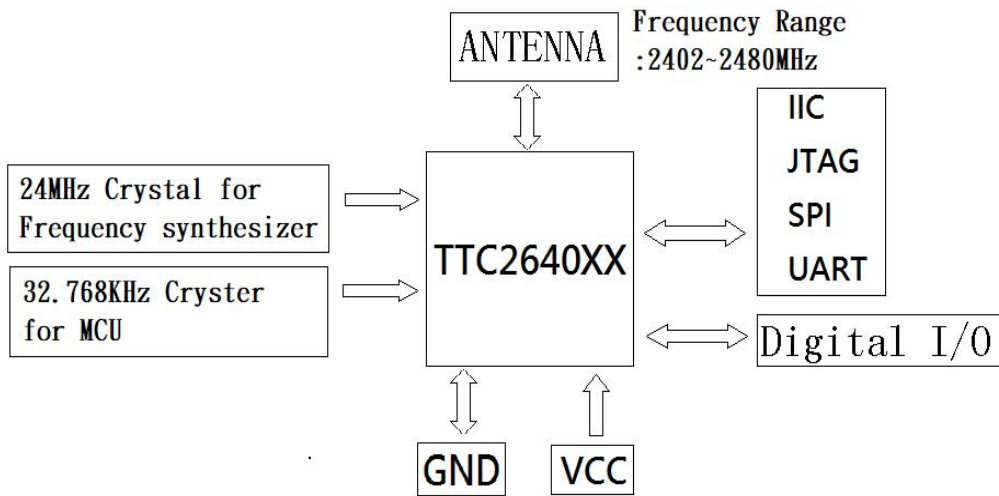 ANTENNA
Frequency Range
:2402~2480MHz
24MHz Crystal for
Frequency synthesizer
32.768KHz Cryster
for MCU
TTC2640XX
IIC
JTAG
SPI
UART
Digital I/O
GND
VCC